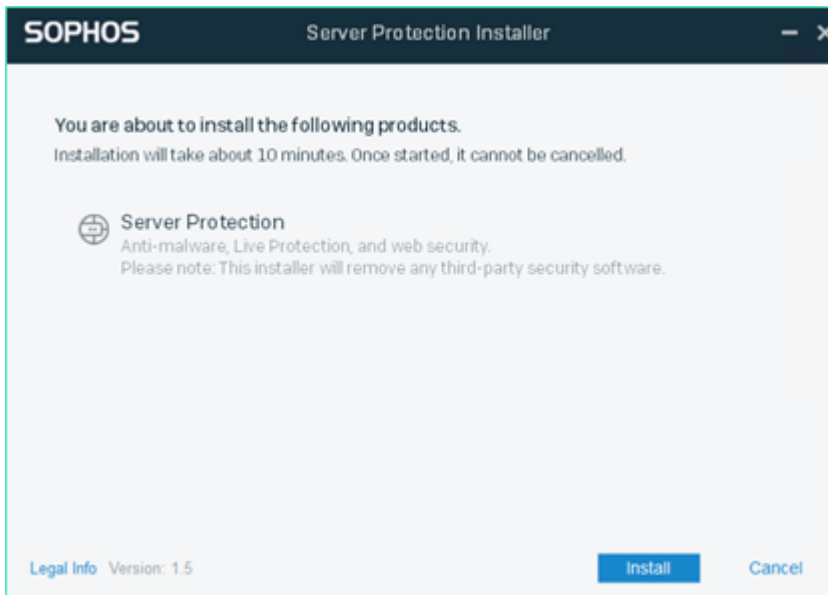 SOPHOS Server Protection Installer
You are about to install the following products.
Installation will take about 10 minutes. Once started, it cannot be cancelled.
Server Protection
Anti-malware, Live Protection, and web security.
Please note: This installer will remove any third-party security software.
Legal Info Version: 1.5 Install Cancel